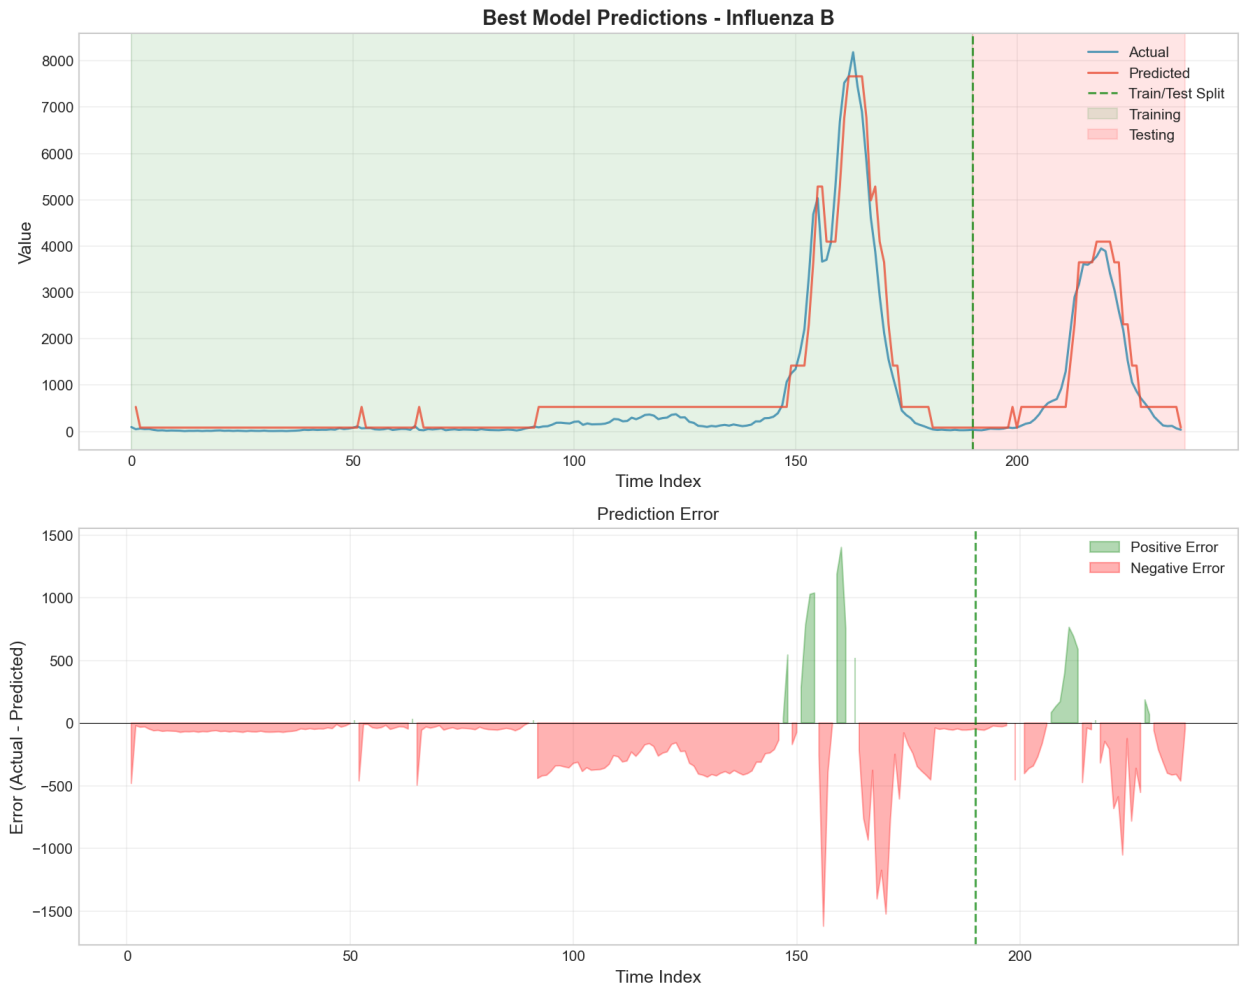 Best Model Predictions - Influenza B
Actual
Predicted
Train/Test Split
Training
Testing
8000
7000
6000
5000
4000
3000
2000
1000
0
Value
0 50 100 150 200
Time Index
Prediction Error
Positive Error
Negative Error
1500
1000
500
0
−500
−1000
−1500
Error (Actual - Predicted)
0 50 100 150 200
Time Index